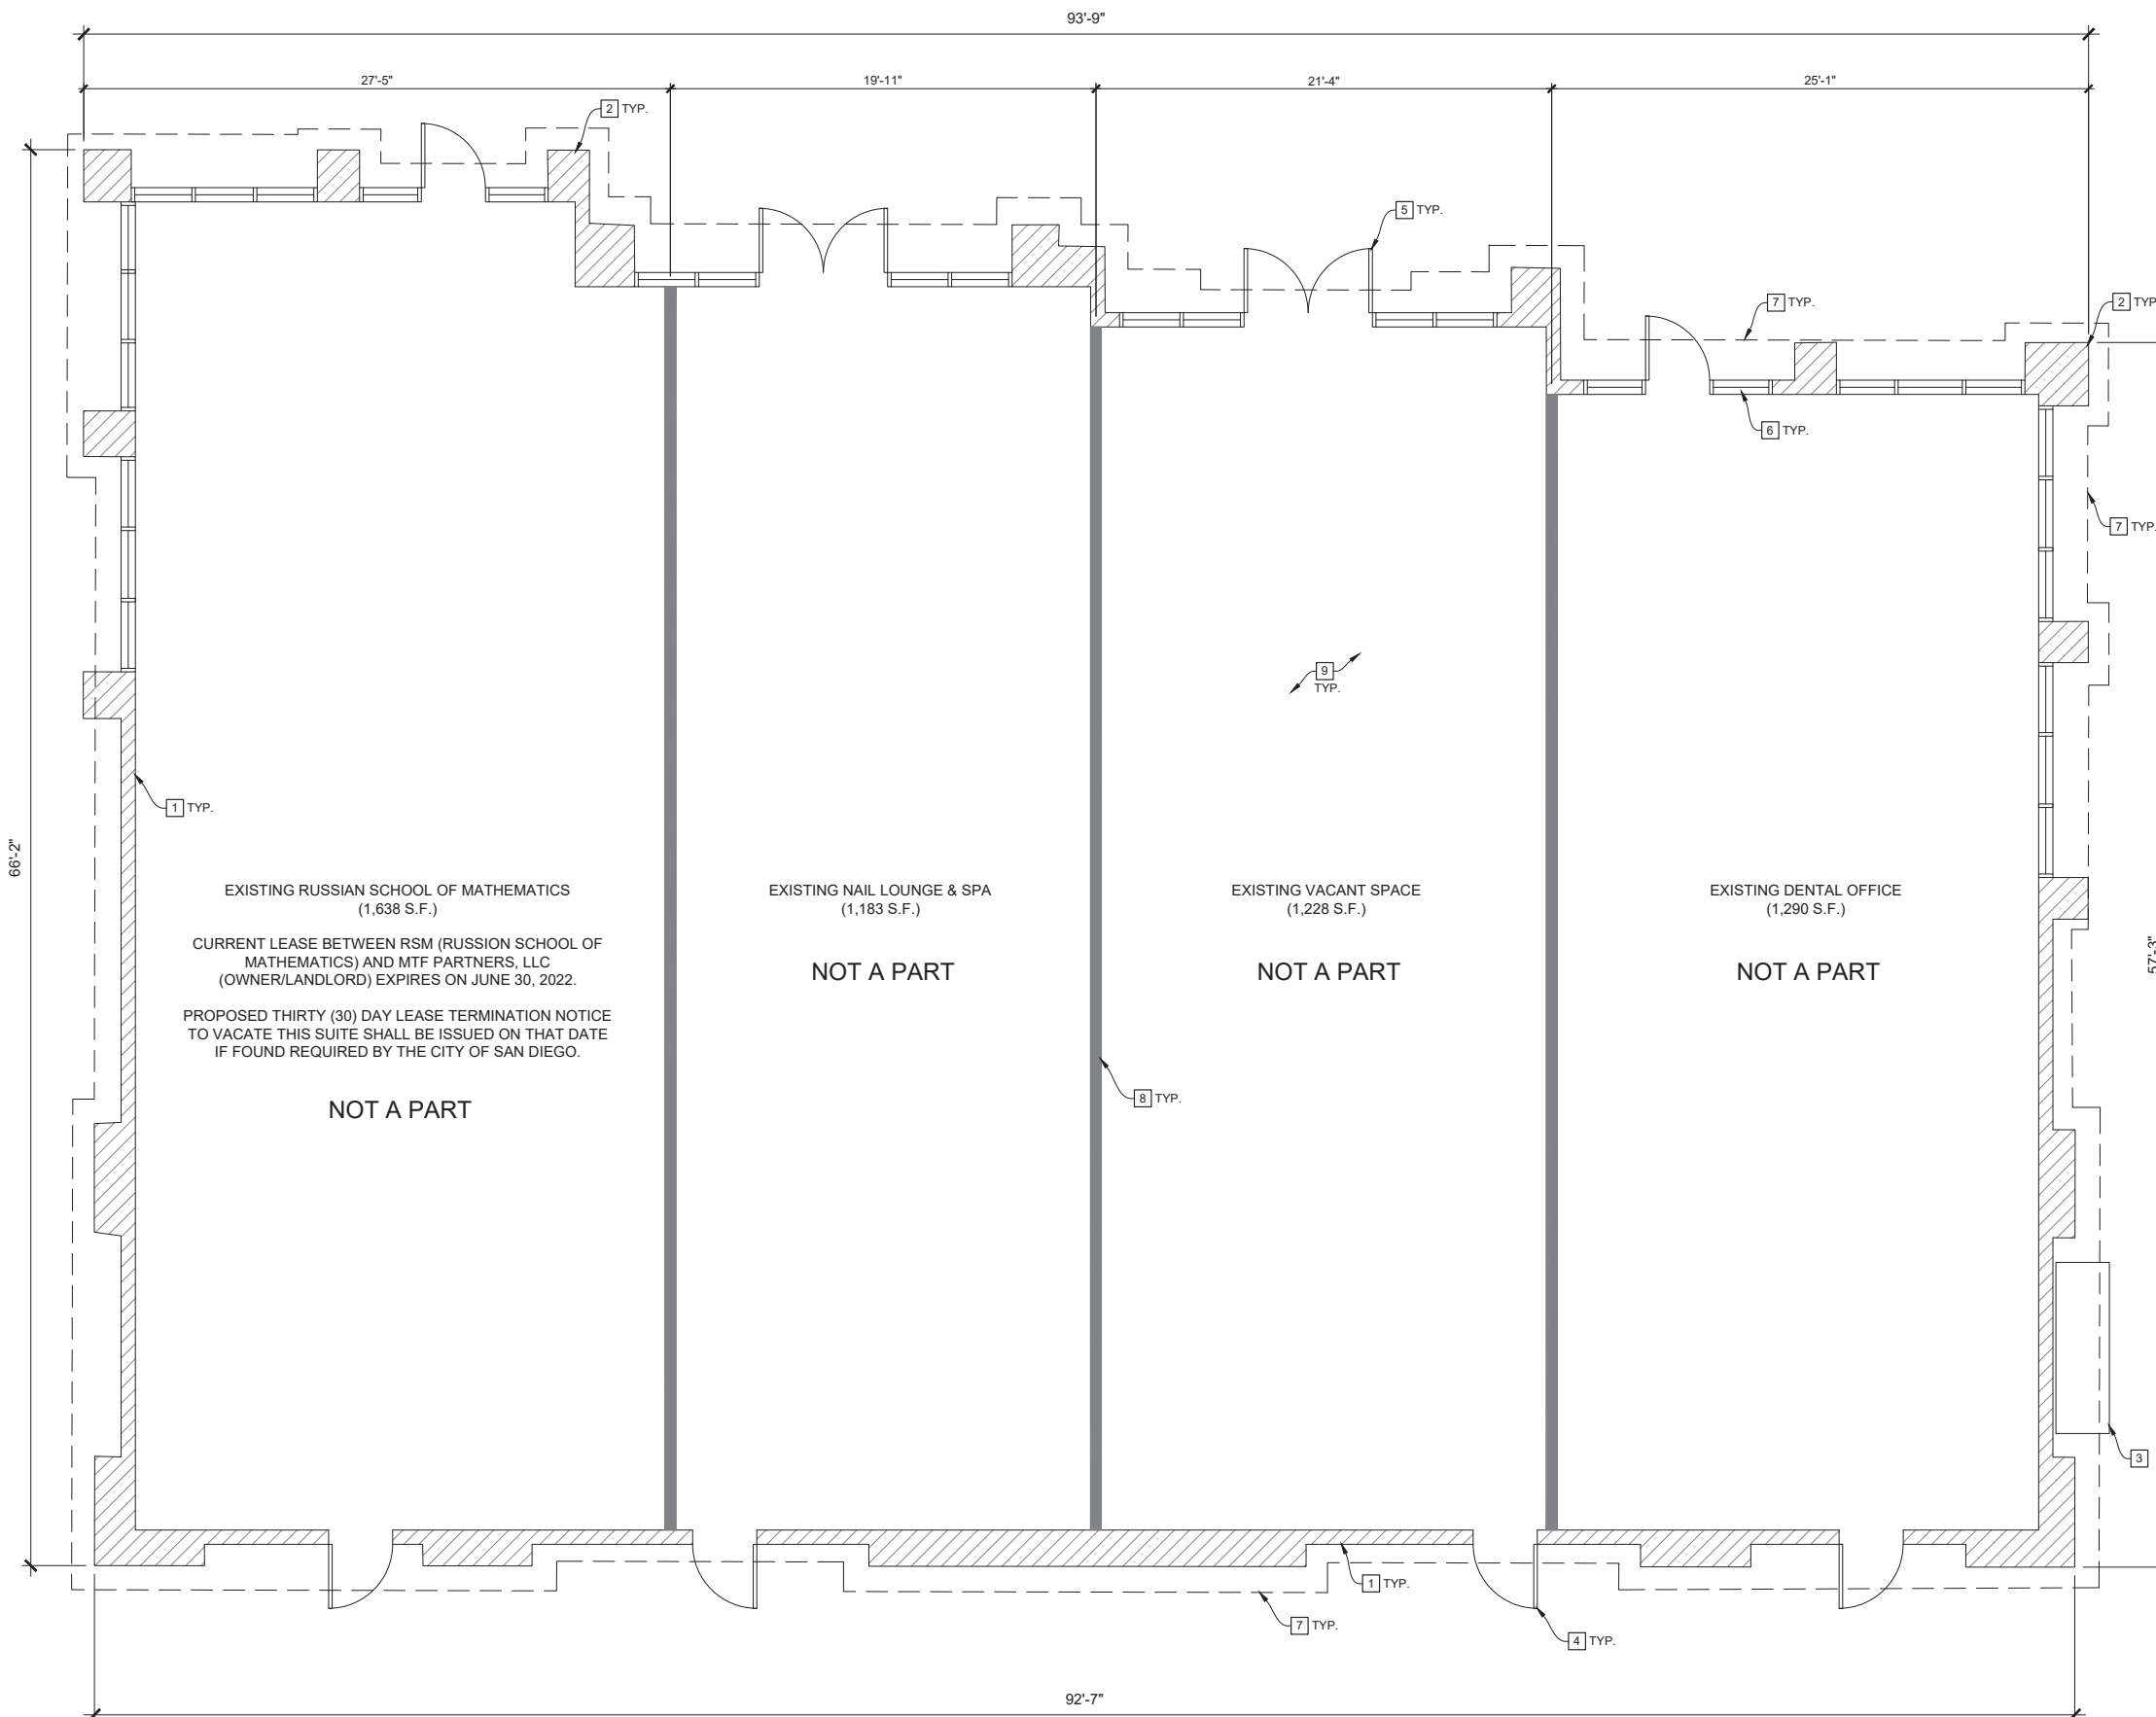 93'-9"
27'-5"
19'-11"
21'-4"
25'-1"
2 TYP.
5 TYP.
7 TYP.
2 TYP
6 TYP.
7 TYP.
9
TYP.
1 TYP.
66'-2"
57'-3"
EXISTING RUSSIAN SCHOOL OF MATHEMATICS
(1,638 S.F.)
CURRENT LEASE BETWEEN RSM (RUSSION SCHOOL OF
MATHEMATICS) AND MTF PARTNERS, LLC
(OWNER/LANDLORD) EXPIRES ON JUNE 30, 2022.
PROPOSED THIRTY (30) DAY LEASE TERMINATION NOTICE
TO VACATE THIS SUITE SHALL BE ISSUED ON THAT DATE
IF FOUND REQUIRED BY THE CITY OF SAN DIEGO.
NOT A PART
EXISTING NAIL LOUNGE & SPA
(1,183 S.F.)
NOT A PART
EXISTING VACANT SPACE
(1,228 S.F.)
NOT A PART
EXISTING DENTAL OFFICE
(1,290 S.F.)
NOT A PART
8 TYP.
3
1 TYP.
7 TYP.
4 TYP.
92'-7"